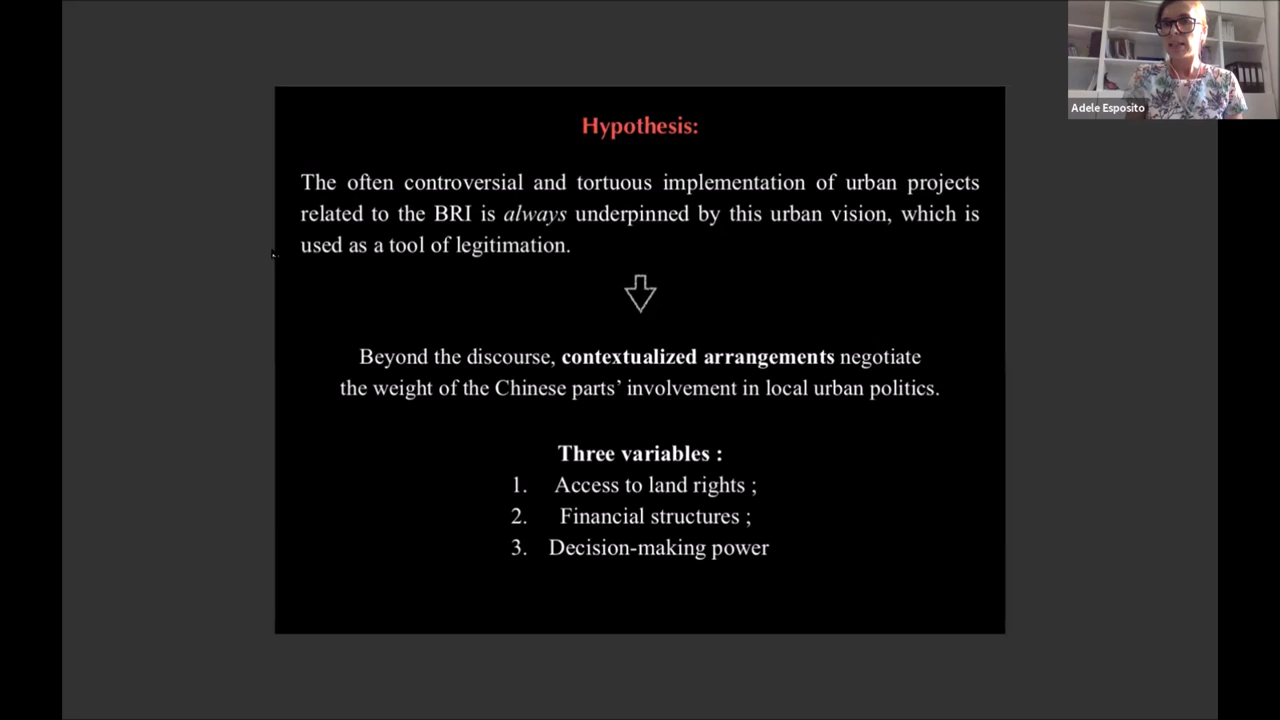 Adele Esposito
Hypothesis:
The often controversial and tortuous implementation of urban projects
related to the BRI is always underpinned by this urban vision, which is
used as a tool of legitimation.
Beyond the discourse, contextualized arrangements negotiate
the weight of the Chinese parts’ involvement in local urban politics.
Three variables :
1. Access to land rights ;
2. Financial structures ;
3. Decision-making power